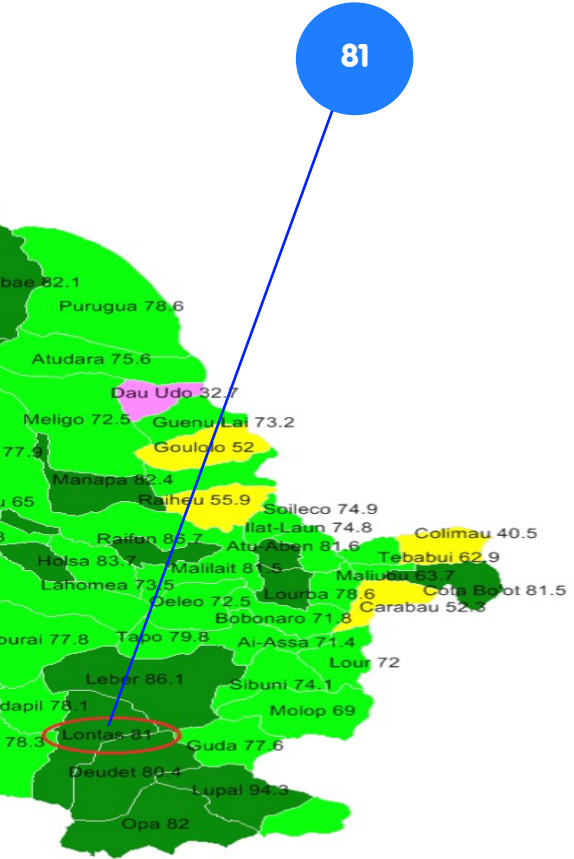 81
bae 82.1
Purugua 78.6
Atudara 75.6
Dau Udo 32.7
Meligo 72.5
Guenu Lai 73.2
77.9
Goulolo 52
Manapa 82.4
u 65
Raiheu 55.9
Soileco 74.9
Ilat-Laun 74.8
Colimau 40.5
Raifun 86.7
Atu-Aben 81.6
Tebabui 62.9
Holsa 83.7
Malilait 81.5
Maliubu 63.7
Lahomea 73.5
Lourba 78.6
Cota Bo'ot 81.5
Oeleo 72.5
Carabau 52.3
Bobonaro 71.8
ourai 77.8
Tapo 79.8
Ai-Assa 71.4
Lour 72
Leber 86.1
Sibuni 74.1
dapil 78.1
Molop 69
78.3
Lontas 81
Guda 77.6
Deudet 80.4
Lupal 94.3
Opa 82